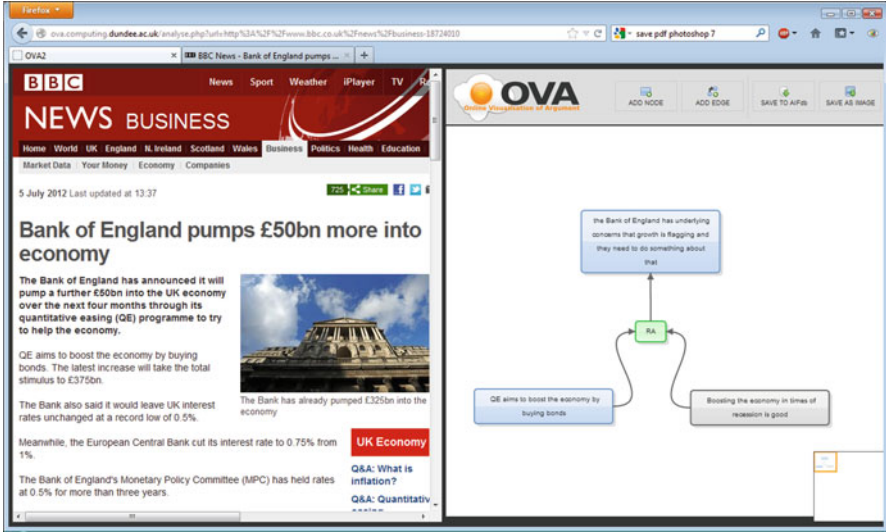 Firefox
ova.computing.dundee.ac.uk/analyse.php?url=http%3A%2F%2Fwww.bbc.co.uk%2Fnews%2Fbusiness-18724010
save pdf photoshop 7
OVA2
BBC News - Bank of England pumps ...
BBC
News Sport Weather iPlayer TV
NEWS BUSINESS
Home World UK England N. Ireland Scotland Wales Business Politics Health Education
Market Data Your Money Economy Companies
5 July 2012 Last updated at 13:37
725 Share
Bank of England pumps £50bn more into
economy
The Bank of England has announced it will
pump a further £50bn into the UK economy
over the next four months through its
quantitative easing (QE) programme to try
to help the economy.
QE aims to boost the economy by buying
bonds. The latest increase will take the total
stimulus to £375bn.
The Bank also said it would leave UK interest
rates unchanged at a record low of 0.5%.
The Bank has already pumped £325bn into the
economy
Meanwhile, the European Central Bank cut its interest rate to 0.75% from
1%.
The Bank of England's Monetary Policy Committee (MPC) has held rates
at 0.5% for more than three years.
UK Economy
Q&A: What is
inflation?
Q&A: Quantitativ
OVA
Online Visualisation of Argument
ADD NODE ADD EDGE SAVE TO AIFdb SAVE AS IMAGE
the Bank of England has underlying
concerns that growth is flagging and
they need to do something about
that
RA
QE aims to boost the economy by
buying bonds
Boosting the economy in times of
recession is good